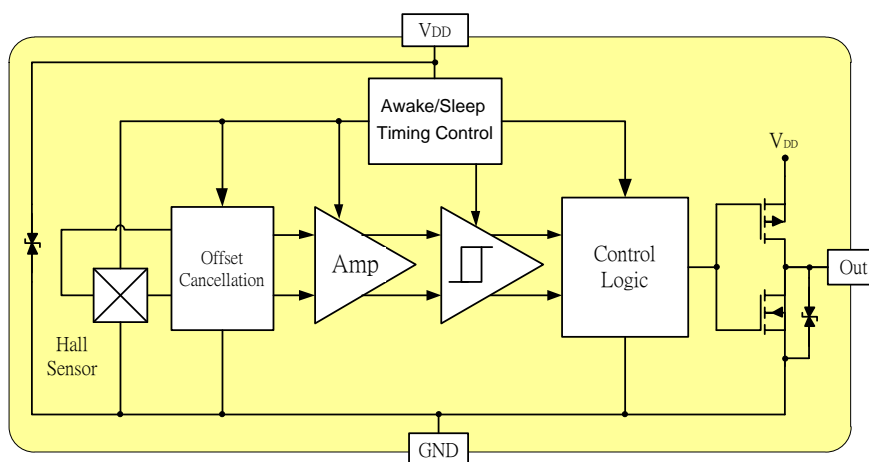 VDD
Awake/Sleep
Timing Control
VDD
Offset
Cancellation
Amp
Control
Logic
Out
Hall
Sensor
GND